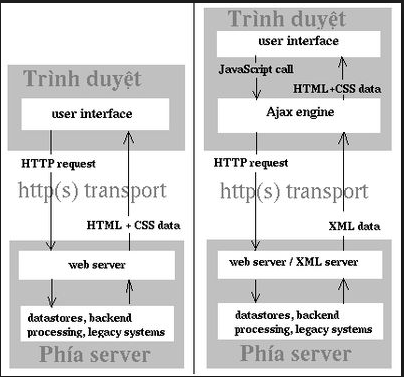 Trình duyệt
user interface
HTTP request
http(s) transport
HTML + CSS data
web server
datastores, backend
processing, legacy systems
Phía server
Trình duyệt
user interface
JavaScript call
HTML+CSS data
Ajax engine
HTTP request
http(s) transport
XML data
web server / XML server
datastores, backend
processing, legacy systems
Phía server